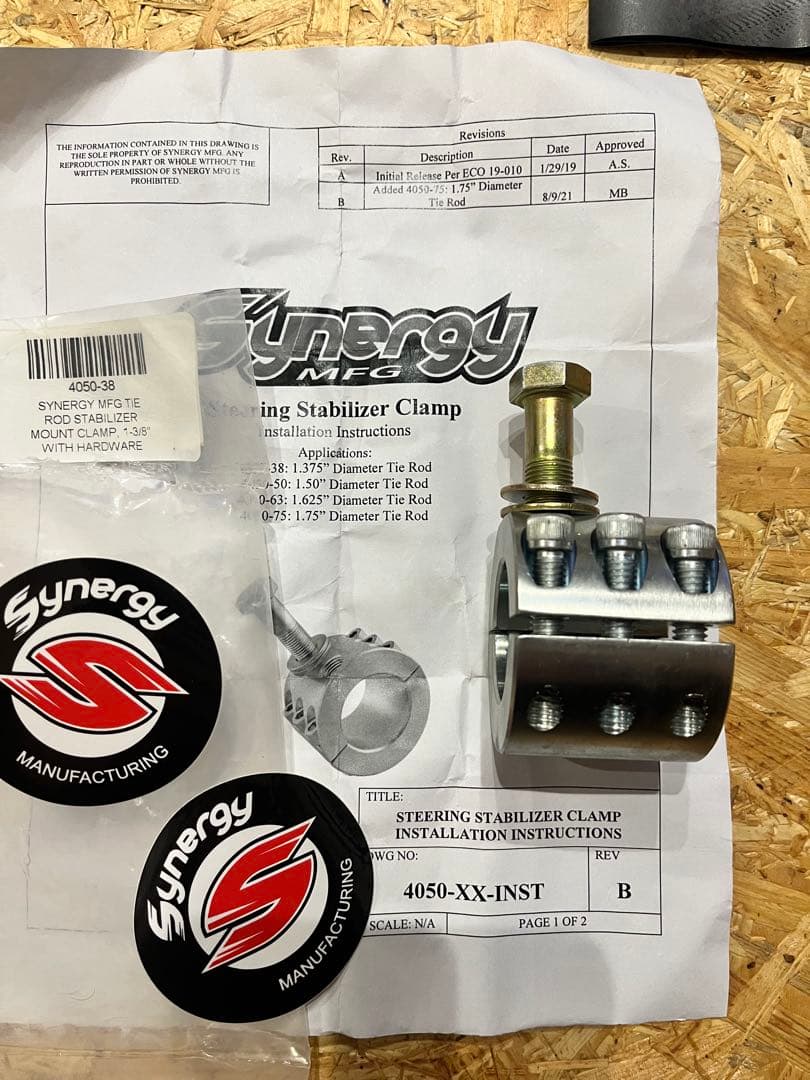 THE INFORMATION CONTAINED IN THIS DRAWING IS
THE SOLE PROPERTY OF SYNERGY MFG. ANY
REPRODUCTION IN PART OR WHOLE WITHOUT THE
WRITTEN PERMISSION OF SYNERGY MFG IS
PROHIBITED.
Revisions
Rev. Description Date Approved
A Initial Release Per ECO 19-010 1/29/19 A.S.
B Added 4050-75: 1.75” Diameter Tie Rod 8/9/21 MB
Synergy
MFG
Steering Stabilizer Clamp
Installation Instructions
Applications:
-38: 1.375” Diameter Tie Rod
-50: 1.50” Diameter Tie Rod
0-63: 1.625” Diameter Tie Rod
0-75: 1.75” Diameter Tie Rod
4050-38
SYNERGY MFG TIE
ROD STABILIZER
MOUNT CLAMP, 1-3/8"
WITH HARDWARE
Synergy
MANUFACTURING
Synergy
MANUFACTURING
TITLE:
STEERING STABILIZER CLAMP
INSTALLATION INSTRUCTIONS
DWG NO:
4050-XX-INST
REV
B
SCALE: N/A
PAGE 1 OF 2